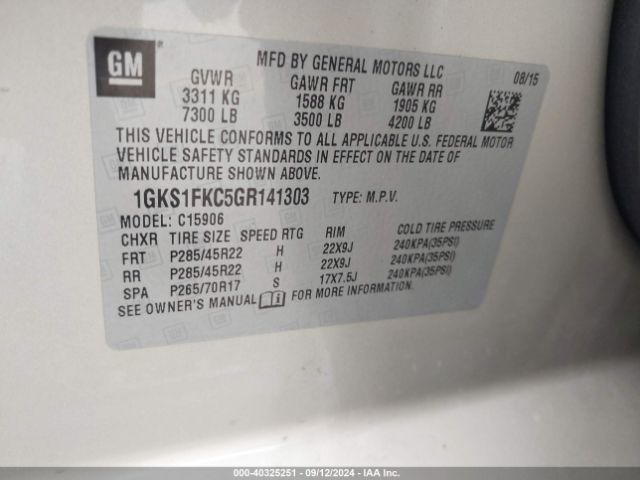 GM
MFD BY GENERAL MOTORS LLC 08/15
GVWR GAWR FRT GAWR RR
3311 KG 1588 KG 1905 KG
7300 LB 3500 LB 4200 LB
THIS VEHICLE CONFORMS TO ALL APPLICABLE U.S. FEDERAL MOTOR
VEHICLE SAFETY STANDARDS IN EFFECT ON THE DATE OF
MANUFACTURE SHOWN ABOVE.
1GKS1FKC5GR141303 TYPE: M.P.V.
MODEL: C15906
CHXR TIRE SIZE SPEED RTG RIM COLD TIRE PRESSURE
FRT P285/45R22 H 22X9J 240KPA(35PSI)
RR P285/45R22 H 22X9J 240KPA(35PSI)
SPA P265/70R17 S 17X7.5J 240KPA(35PSI)
SEE OWNER'S MANUAL FOR MORE INFORMATION.
© - 40325251 - 09/12/2024 - IAA Inc.